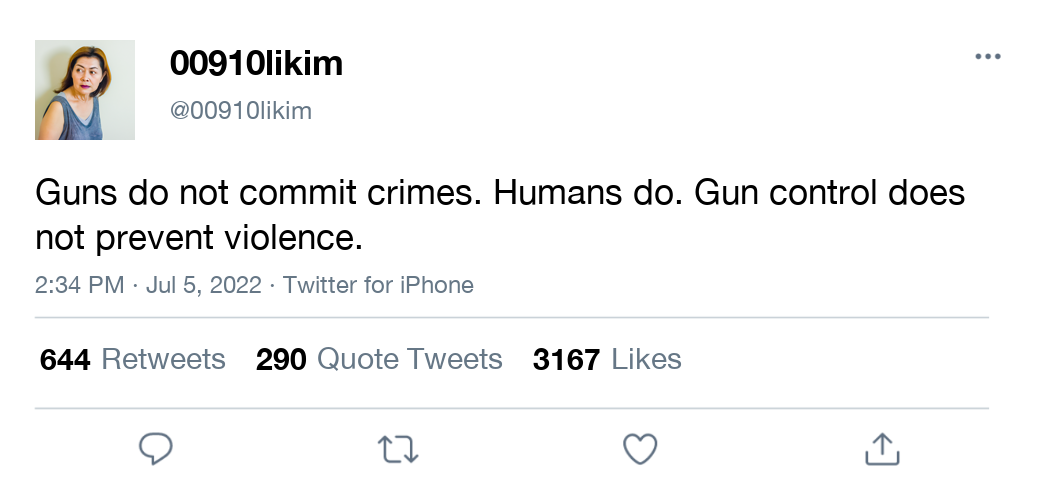 00910likim
@00910likim
Guns do not commit crimes. Humans do. Gun control does
not prevent violence.
2:34 PM · Jul 5, 2022 · Twitter for iPhone
644 Retweets 290 Quote Tweets 3167 Likes